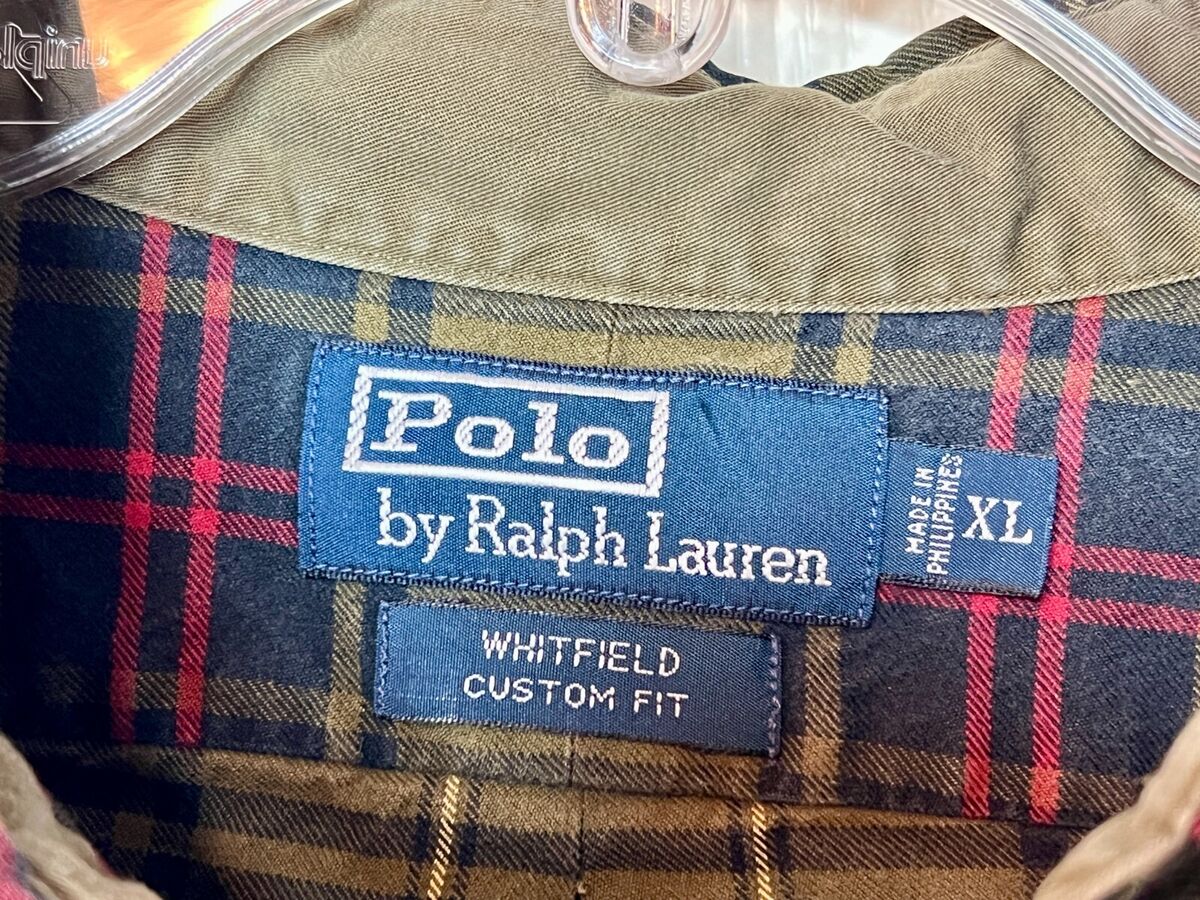 Polo
by Ralph Lauren
MADE IN
PHILIPPINES
XL
WHITFIELD
CUSTOM FIT